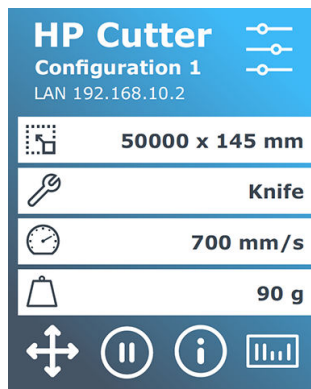 HP Cutter
Configuration 1
LAN 192.168.10.2
50000 x 145 mm
Knife
700 mm/s
90 g